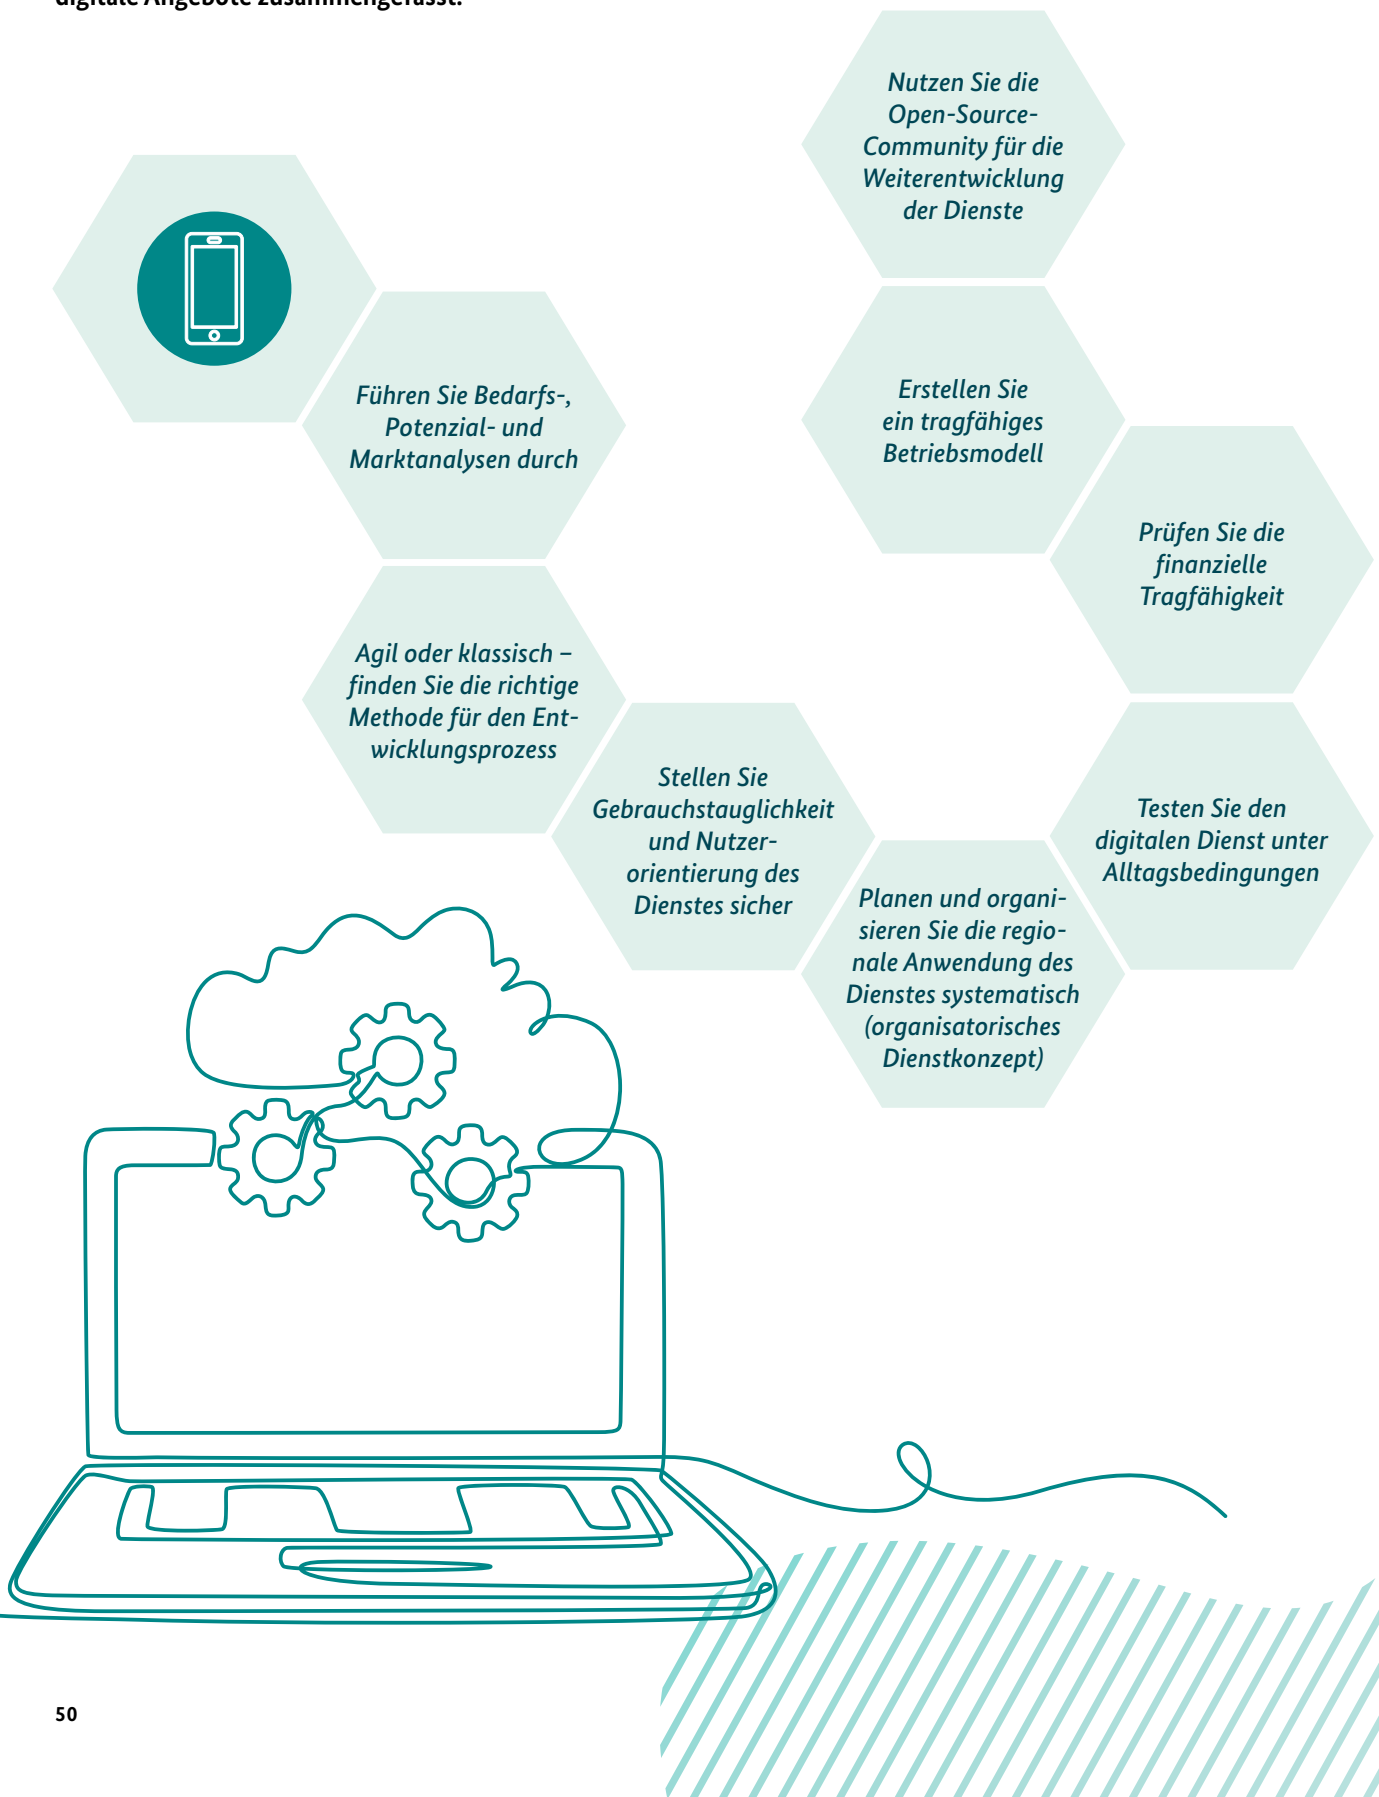 digitale Angebote zusammengefasst.
Nutzen Sie die
Open-Source-
Community für die
Weiterentwicklung
der Dienste
Führen Sie Bedarfs-,
Potenzial- und
Marktanalysen durch
Erstellen Sie
ein tragfähiges
Betriebsmodell
Prüfen Sie die
finanzielle
Tragfähigkeit
Agil oder klassisch –
finden Sie die richtige
Methode für den Ent-
wicklungsprozess
Stellen Sie
Gebrauchstauglichkeit
und Nutzer-
orientierung des
Dienstes sicher
Testen Sie den
digitalen Dienst unter
Alltagsbedingungen
Planen und organi-
sieren Sie die regio-
nale Anwendung des
Dienstes systematisch
(organisatorisches
Dienstkonzept)
50